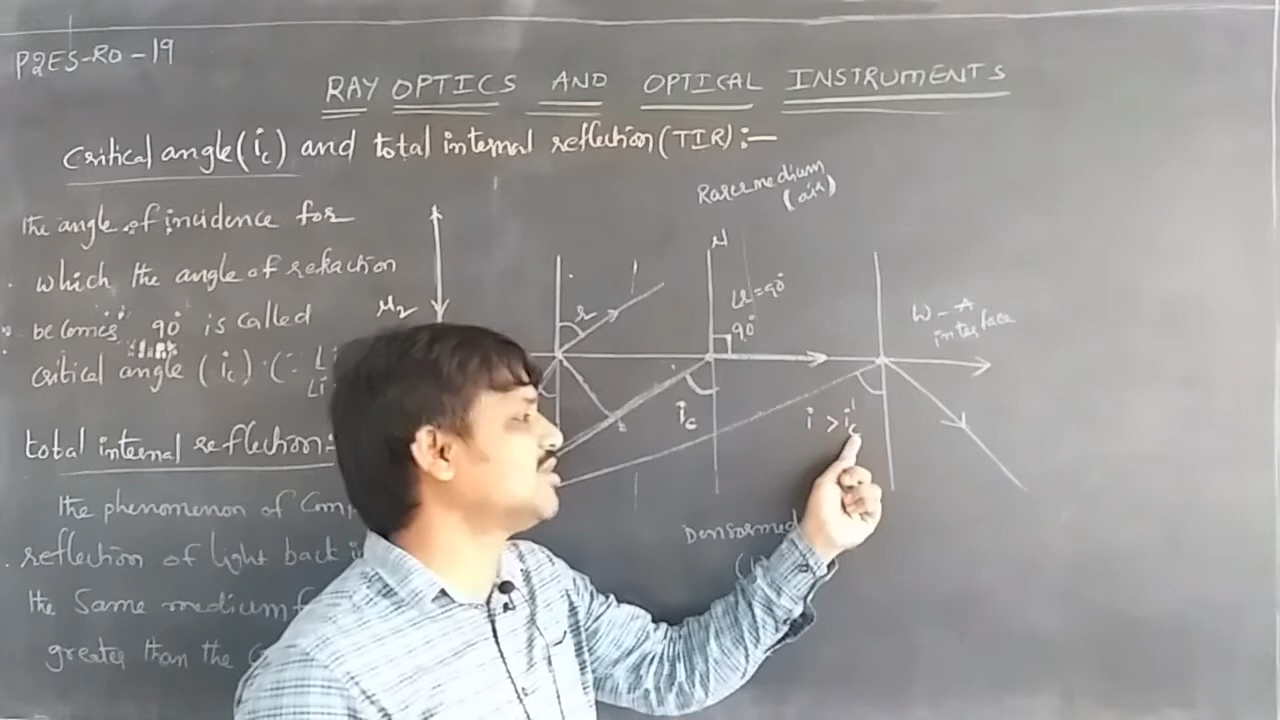 P2ES-RO-19
RAY OPTICS AND OPTICAL INSTRUMENTS
Critical angle (ic) and total internal reflection (TIR):-
The angle of incidence for
which the angle of refraction
becomes 90° is called
critical angle (ic). (∵
total internal reflection:
The phenomenon of
reflection of light back
the same medium
greater than the
Rarer medium
(air)
N
μ2
r
∠r=90°
90°
W-A
interface
ic
i > ic